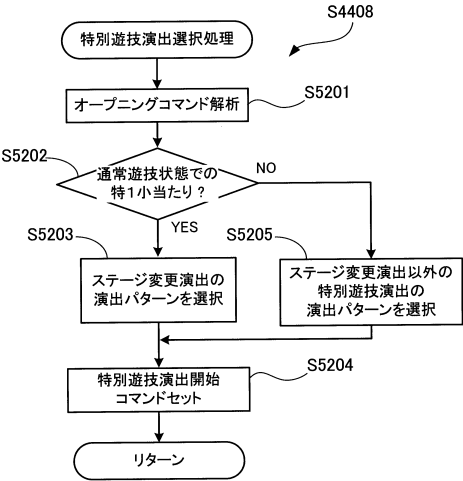 S4408
特別遊技演出選択処理
S5201
オープニングコマンド解析
S5202
通常遊技状態での
特1小当たり?
NO
YES
S5203
ステージ変更演出の
演出パターンを選択
S5205
ステージ変更演出以外の
特別遊技演出の
演出パターンを選択
S5204
特別遊技演出開始
コマンドセット
リターン